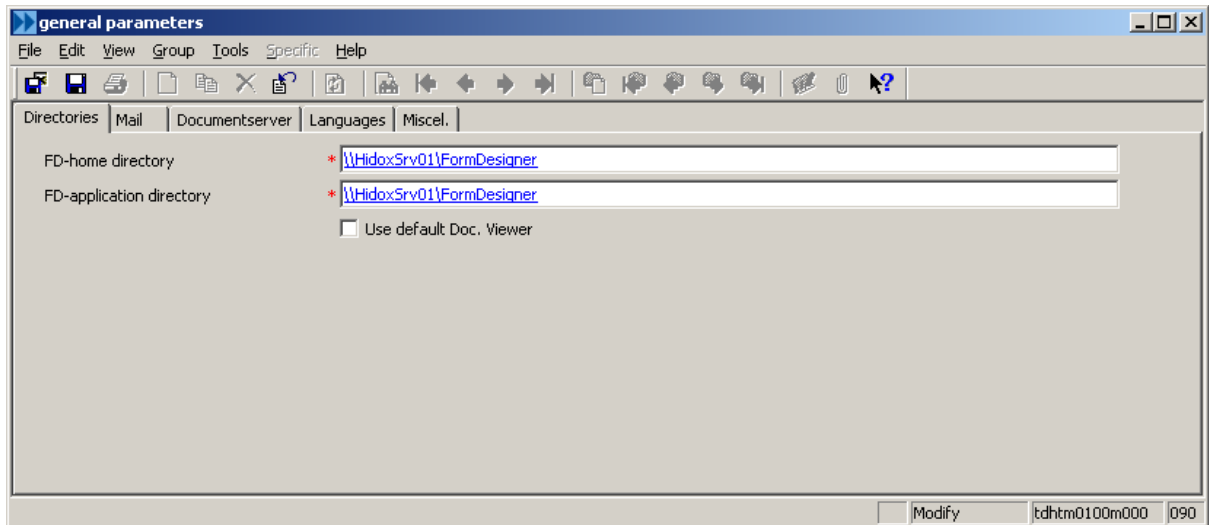 general parameters
File Edit View Group Tools Specific Help
Directories Mail Documentserver Languages Miscel.
FD-home directory * \\HidoxSrv01\FormDesigner
FD-application directory * \\HidoxSrv01\FormDesigner
Use default Doc. Viewer
Modify tdhtm0100m000 090